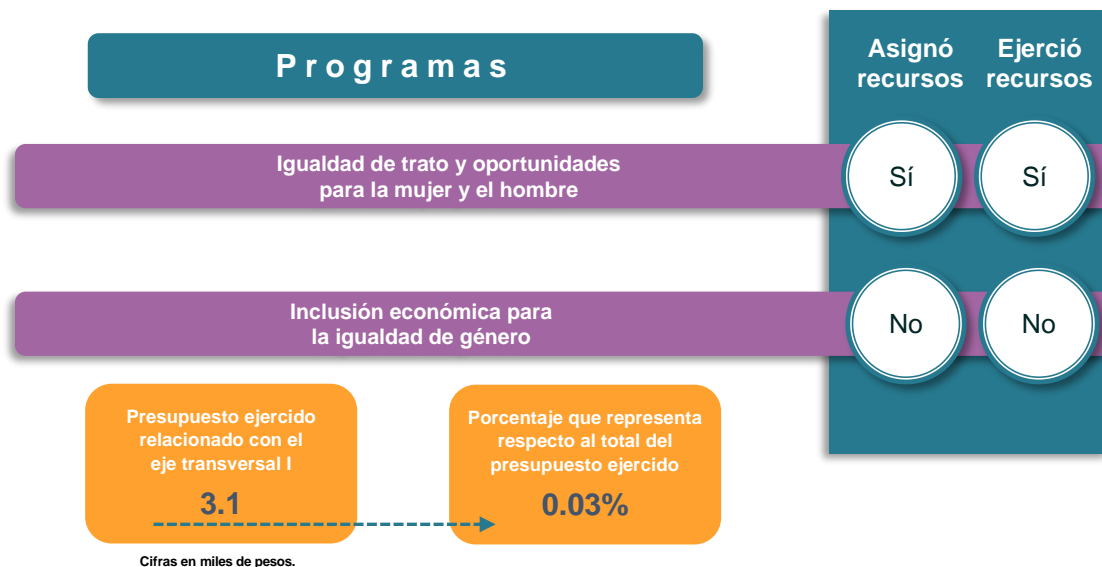 Programas
Asignó
recursos
Ejerció
recursos
Igualdad de trato y oportunidades
para la mujer y el hombre
Sí
Sí
Inclusión económica para
la igualdad de género
No
No
Presupuesto ejercido
relacionado con el
eje transversal I
3.1
Porcentaje que representa
respecto al total del
presupuesto ejercido
0.03%
Cifras en miles de pesos.